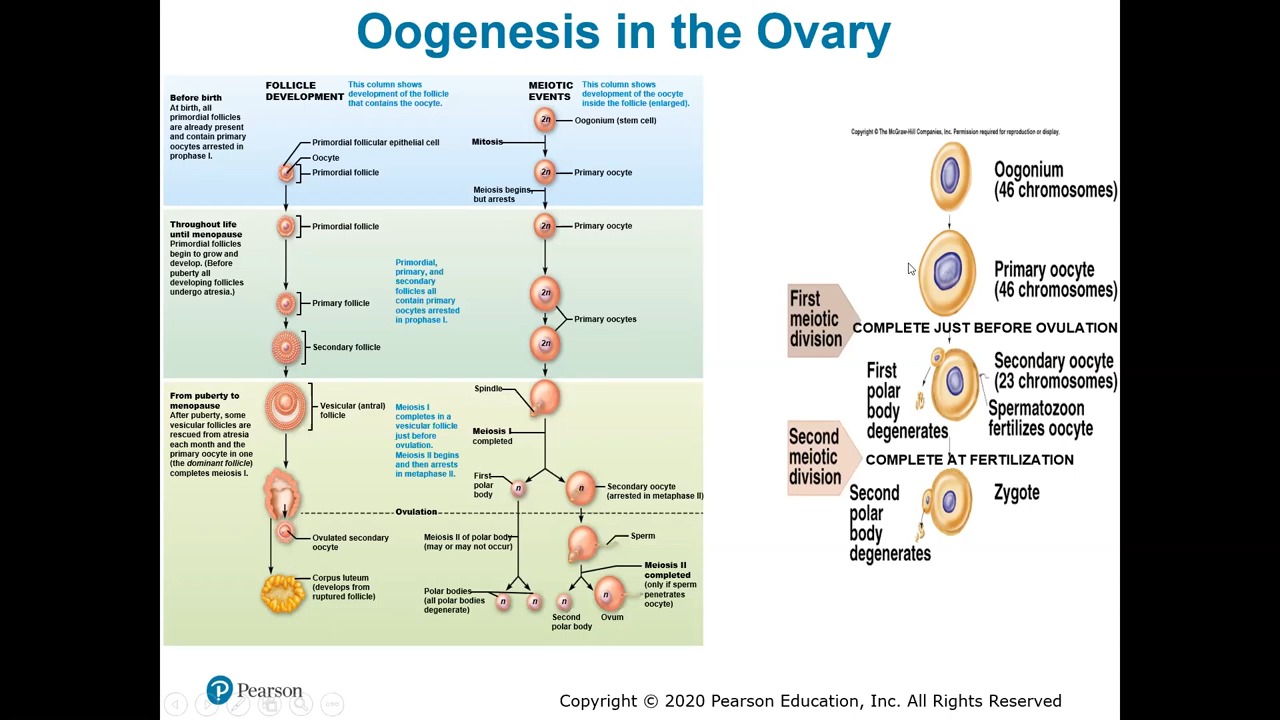 Oogenesis in the Ovary
FOLLICLE
DEVELOPMENT
This column shows
development of the follicle
that contains the oocyte.
MEIOTIC
EVENTS
This column shows
development of the oocyte
inside the follicle (enlarged).
Before birth
At birth, all
primordial follicles
are already present
and contain primary
oocytes arrested in
prophase I.
Primordial follicular epithelial cell
Oocyte
Primordial follicle
2n
Oogonium (stem cell)
Mitosis
2n
Primary oocyte
Meiosis begins,
but arrests
Throughout life
until menopause
Primordial follicles
begin to grow and
develop. (Before
puberty all
developing follicles
undergo atresia.)
Primordial follicle
Primary follicle
Secondary follicle
Primordial,
primary, and
secondary
follicles all
contain primary
oocytes arrested
in prophase I.
2n
Primary oocyte
2n
2n
Primary oocytes
From puberty to
menopause
After puberty, some
vesicular follicles are
rescued from atresia
each month and the
primary oocyte in one
(the dominant follicle)
completes meiosis I.
Vesicular (antral)
follicle
Meiosis I
completes in a
vesicular follicle
just before
ovulation.
Meiosis II begins
and then arrests
in metaphase II.
Spindle
Meiosis I
completed
First
polar
body
n
n
Secondary oocyte
(arrested in metaphase II)
Ovulation
Ovulated secondary
oocyte
Meiosis II of polar body
(may or may not occur)
Sperm
Corpus luteum
(develops from
ruptured follicle)
Meiosis II
completed
(only if sperm
penetrates
oocyte)
Polar bodies
(all polar bodies
degenerate)
n
n
n
n
Second
polar body
Ovum
Copyright © The McGraw-Hill Companies, Inc. Permission required for reproduction or display.
Oogonium
(46 chromosomes)
Primary oocyte
(46 chromosomes)
First
meiotic
division
COMPLETE JUST BEFORE OVULATION
First
polar
body
degenerates
Secondary oocyte
(23 chromosomes)
Spermatozoon
fertilizes oocyte
Second
meiotic
division
COMPLETE AT FERTILIZATION
Second
polar
body
degenerates
Zygote
P Pearson
Copyright © 2020 Pearson Education, Inc. All Rights Reserved